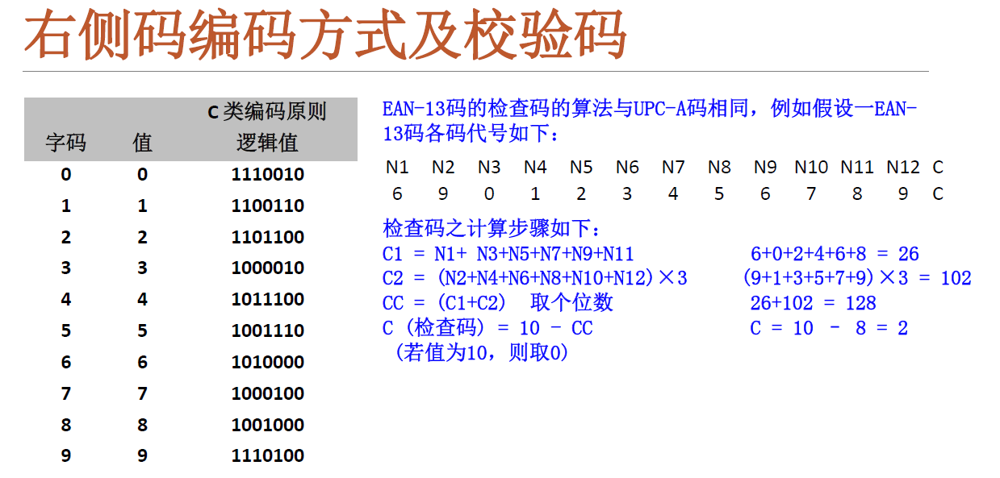 右侧码编码方式及校验码
C 类编码原则
字码 值 逻辑值
0 0 1110010
1 1 1100110
2 2 1101100
3 3 1000010
4 4 1011100
5 5 1001110
6 6 1010000
7 7 1000100
8 8 1001000
9 9 1110100
EAN-13码的检查码的算法与UPC-A码相同，例如假设一EAN-
13码各码代号如下：
N1 N2 N3 N4 N5 N6 N7 N8 N9 N10 N11 N12 C
6 9 0 1 2 3 4 5 6 7 8 9 C
检查码之计算步骤如下：
C1 = N1+ N3+N5+N7+N9+N11 6+0+2+4+6+8 = 26
C2 = (N2+N4+N6+N8+N10+N12)×3 (9+1+3+5+7+9)×3 = 102
CC = (C1+C2) 取个位数 26+102 = 128
C (检查码) = 10 - CC C = 10 - 8 = 2
(若值为10，则取0)